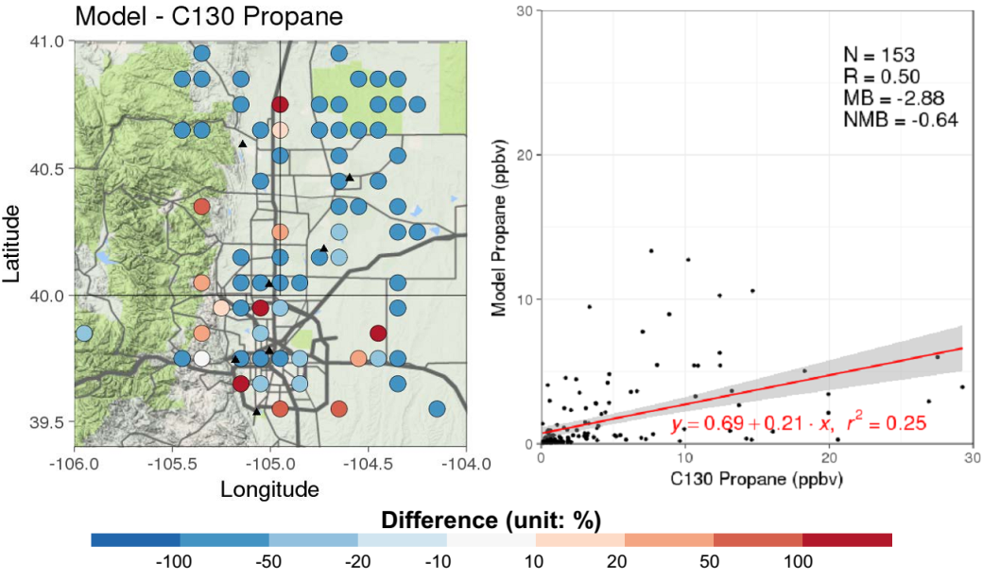 Model - C130 Propane
41.0
40.5
40.0
39.5
Latitude
-106.0 -105.5 -105.0 -104.5 -104.0
Longitude
30
20
10
0
Model Propane (ppbv)
N = 153
R = 0.50
MB = -2.88
NMB = -0.64
y = 0.69 + 0.21 · x, r² = 0.25
0 10 20 30
C130 Propane (ppbv)
Difference (unit: %)
-100 -50 -20 -10 10 20 50 100